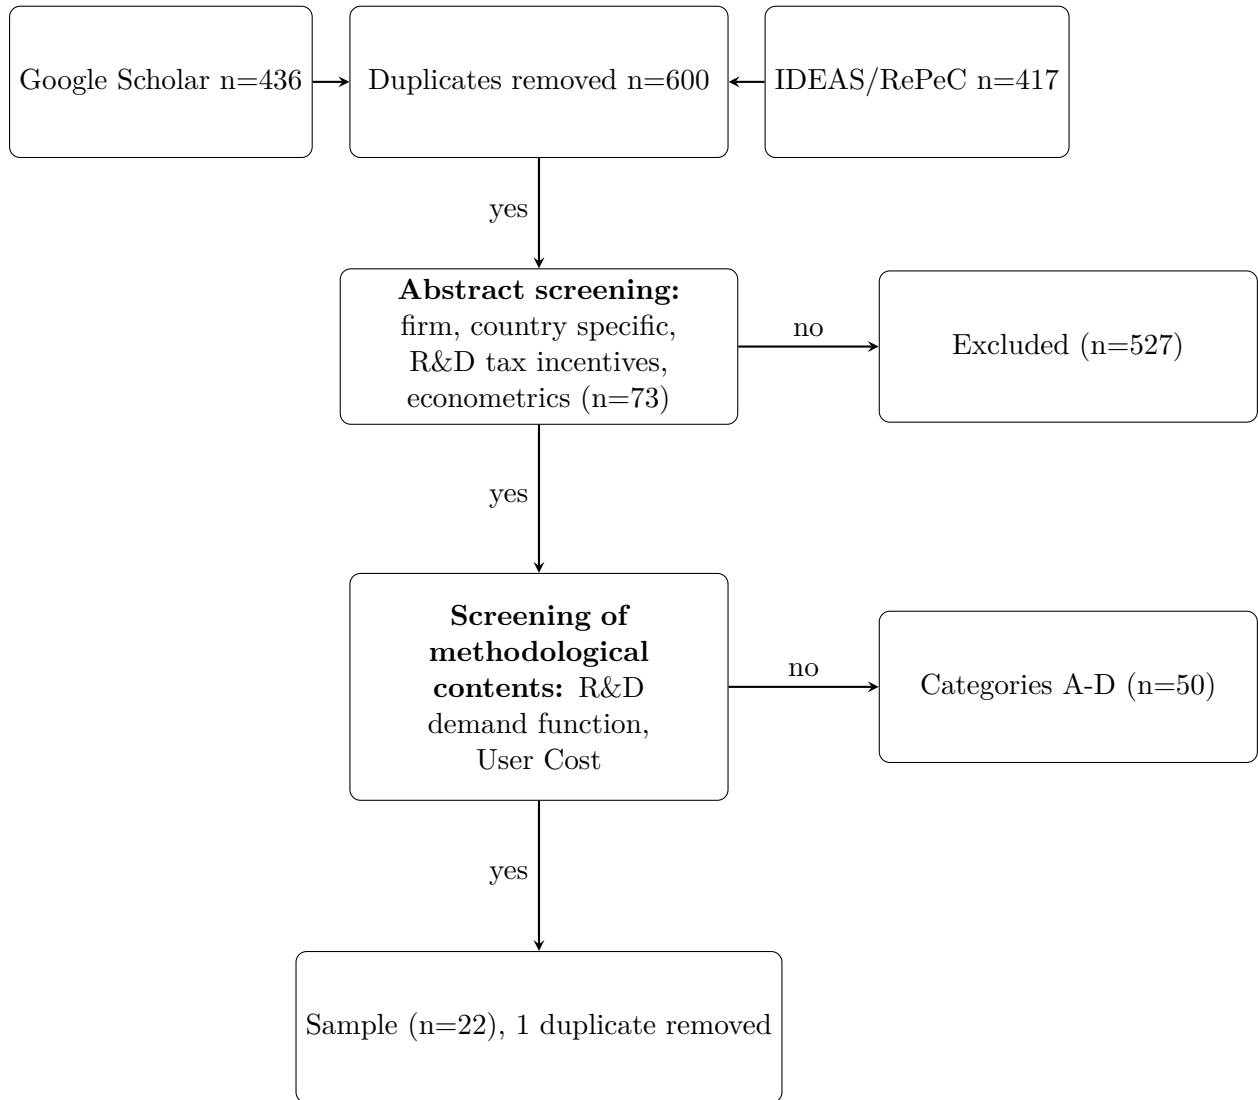 Google Scholar n=436
Duplicates removed n=600
IDEAS/RePeC n=417
yes
Abstract screening:
firm, country specific,
R&D tax incentives,
econometrics (n=73)
no
Excluded (n=527)
yes
Screening of
methodological
contents: R&D
demand function,
User Cost
no
Categories A-D (n=50)
yes
Sample (n=22), 1 duplicate removed